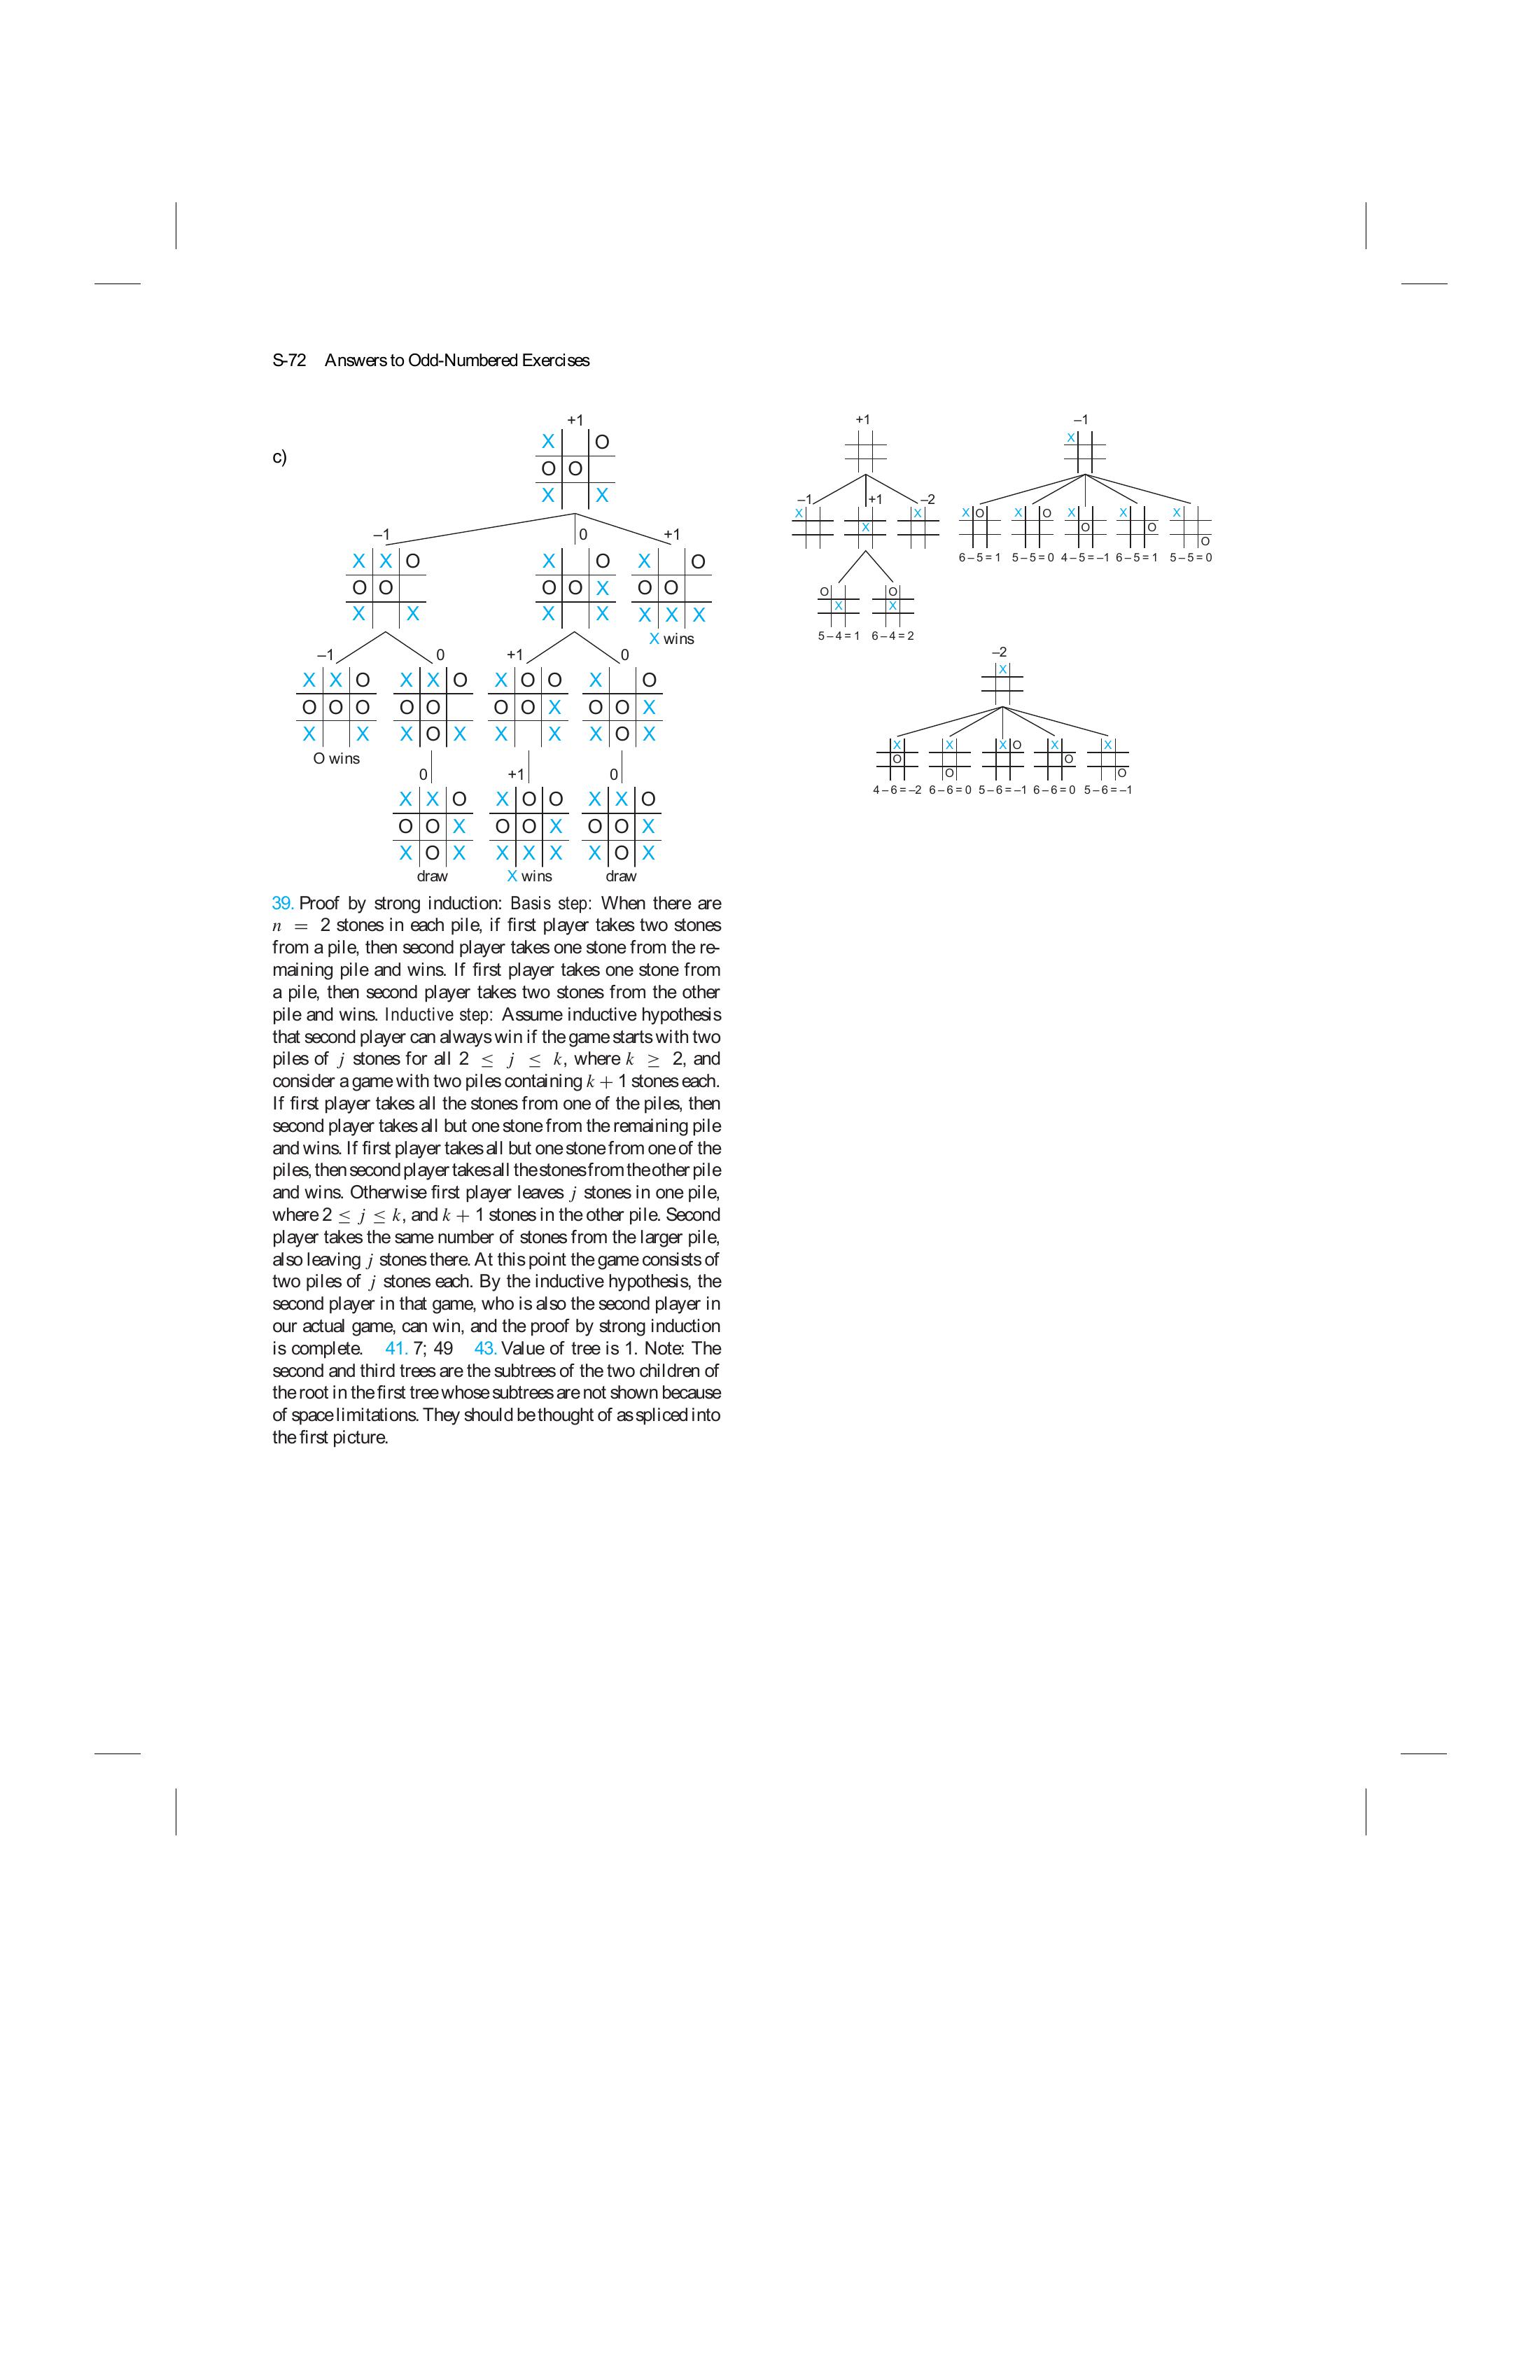 S-72 Answers to Odd-Numbered Exercises
c)
+1
X O
O O
X X
–1 0 +1
X X O X O X O
O O O O X O O
X X X X X X X
X wins
–1 0 +1 0
X X O X X O X O O X O
O O O O O O O X O O X
X X X O X X X X O X
O wins
0 +1 0
X X O X O O X X O
O O X O O X O O X
X O X X X X X O X
draw X wins draw
39. Proof by strong induction: Basis step: When there are
n = 2 stones in each pile, if first player takes two stones
from a pile, then second player takes one stone from the re-
maining pile and wins. If first player takes one stone from
a pile, then second player takes two stones from the other
pile and wins. Inductive step: Assume inductive hypothesis
that second player can always win if the game starts with two
piles of j stones for all 2 ≤ j ≤ k, where k ≥ 2, and
consider a game with two piles containing k + 1 stones each.
If first player takes all the stones from one of the piles, then
second player takes all but one stone from the remaining pile
and wins. If first player takes all but one stone from one of the
piles, then second player takes all the stones from the other pile
and wins. Otherwise first player leaves j stones in one pile,
where 2 ≤ j ≤ k, and k + 1 stones in the other pile. Second
player takes the same number of stones from the larger pile,
also leaving j stones there. At this point the game consists of
two piles of j stones each. By the inductive hypothesis, the
second player in that game, who is also the second player in
our actual game, can win, and the proof by strong induction
is complete. 41. 7; 49 43. Value of tree is 1. Note: The
second and third trees are the subtrees of the two children of
the root in the first tree whose subtrees are not shown because
of space limitations. They should be thought of as spliced into
the first picture.
+1
–1 +1 –2
X X
X
O O
X X
5 – 4 = 1 6 – 4 = 2
–1
X
X O X O X X X
O O
O
6 – 5 = 1 5 – 5 = 0 4 – 5 = –1 6 – 5 = 1 5 – 5 = 0
–2
X
X X X O X X
O O
O O
4 – 6 = –2 6 – 6 = 0 5 – 6 = –1 6 – 6 = 0 5 – 6 = –1